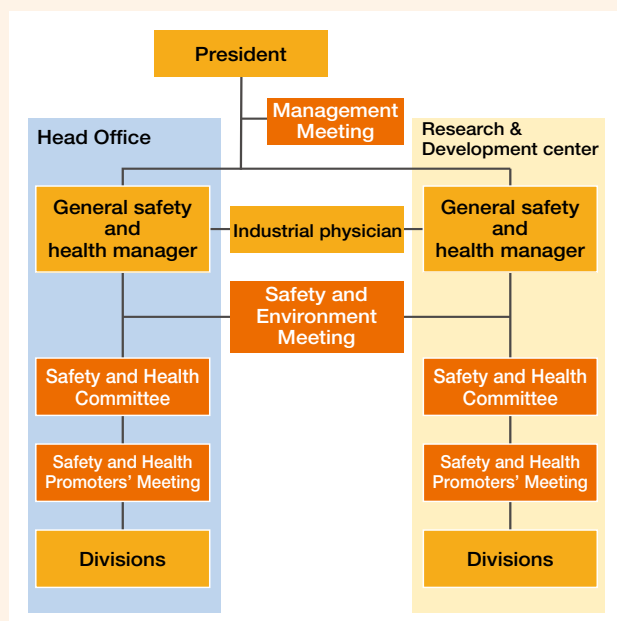 President
Management
Meeting
Head Office
Research &
Development center
General safety
and
health manager
Industrial physician
General safety
and
health manager
Safety and
Environment
Meeting
Safety and Health
Committee
Safety and Health
Committee
Safety and Health
Promoters' Meeting
Safety and Health
Promoters' Meeting
Divisions
Divisions